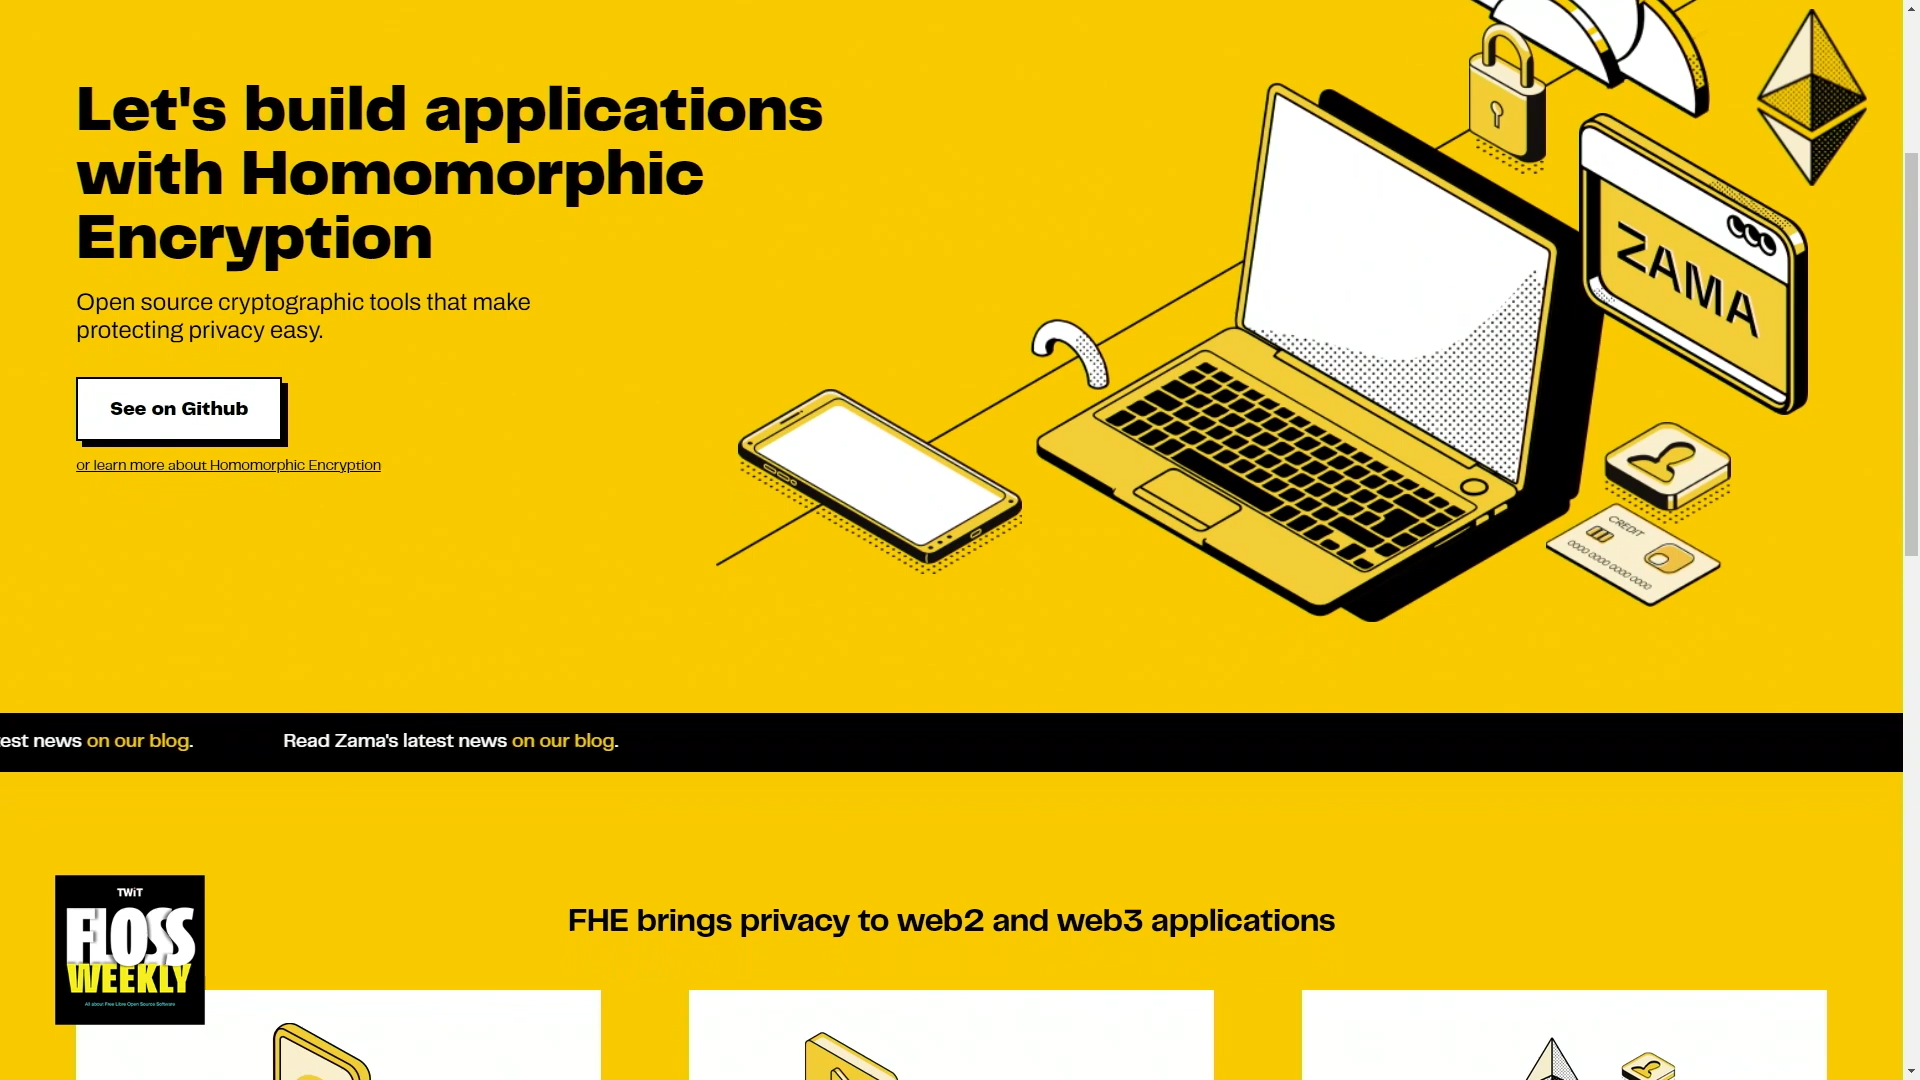 Let's build applications
with Homomorphic
Encryption
Open source cryptographic tools that make
protecting privacy easy.
See on Github
or learn more about Homomorphic Encryption
ZAMA
CREDIT
0000 0000 0000 0000
test news on our blog.
Read Zama's latest news on our blog.
TWiT
FLOSS
WEEKLY
All about Free Libre Open Source Software
FHE brings privacy to web2 and web3 applications